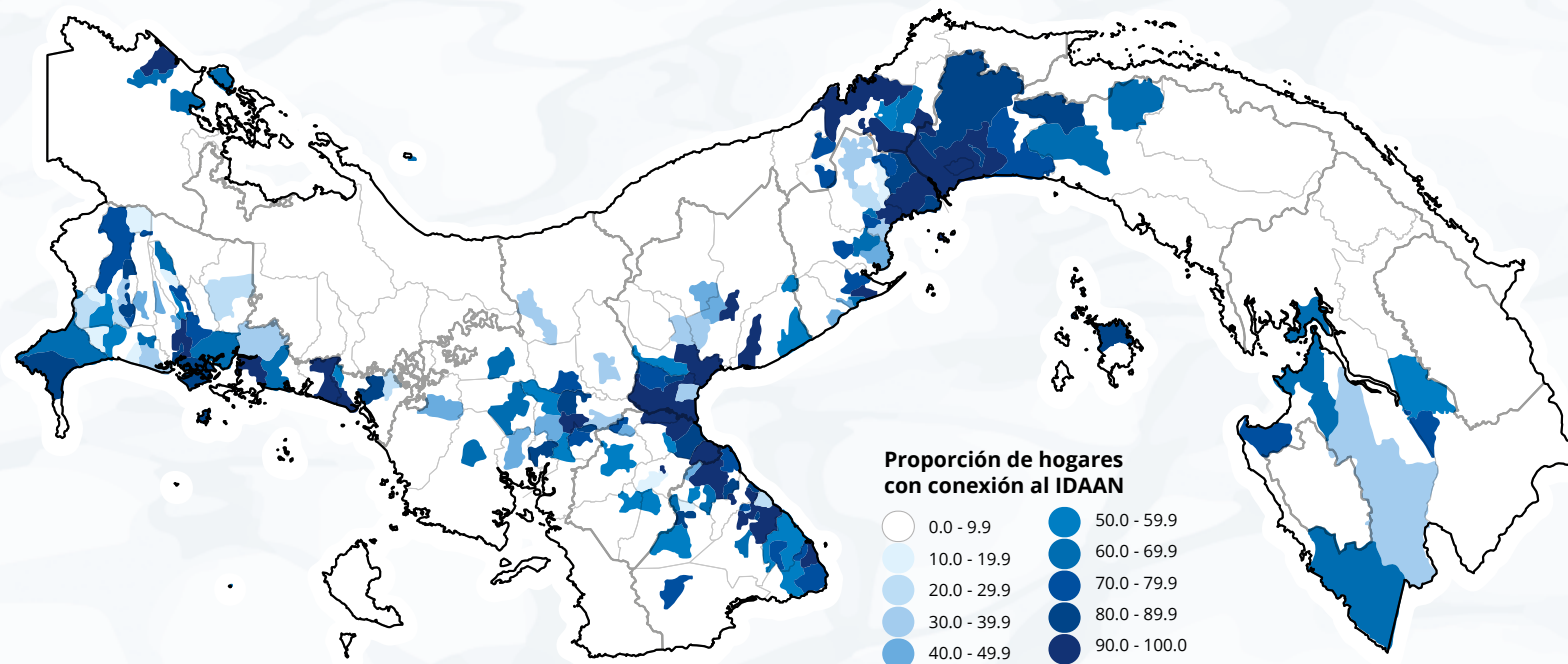 Proporción de hogares
con conexión al IDAAN
0.0 - 9.9
10.0 - 19.9
20.0 - 29.9
30.0 - 39.9
40.0 - 49.9
50.0 - 59.9
60.0 - 69.9
70.0 - 79.9
80.0 - 89.9
90.0 - 100.0